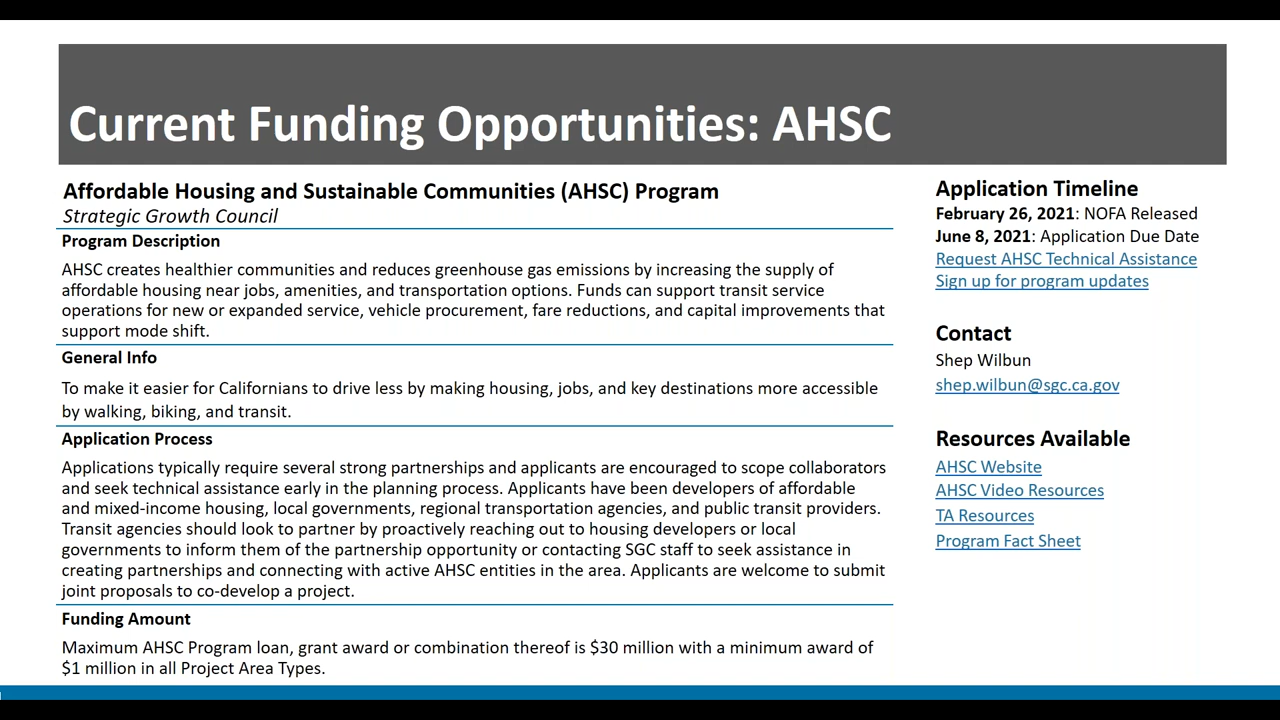 Current Funding Opportunities: AHSC
Affordable Housing and Sustainable Communities (AHSC) Program
Strategic Growth Council
Program Description
AHSC creates healthier communities and reduces greenhouse gas emissions by increasing the supply of
affordable housing near jobs, amenities, and transportation options. Funds can support transit service
operations for new or expanded service, vehicle procurement, fare reductions, and capital improvements that
support mode shift.
General Info
To make it easier for Californians to drive less by making housing, jobs, and key destinations more accessible
by walking, biking, and transit.
Application Process
Applications typically require several strong partnerships and applicants are encouraged to scope collaborators
and seek technical assistance early in the planning process. Applicants have been developers of affordable
and mixed-income housing, local governments, regional transportation agencies, and public transit providers.
Transit agencies should look to partner by proactively reaching out to housing developers or local
governments to inform them of the partnership opportunity or contacting SGC staff to seek assistance in
creating partnerships and connecting with active AHSC entities in the area. Applicants are welcome to submit
joint proposals to co-develop a project.
Funding Amount
Maximum AHSC Program loan, grant award or combination thereof is $30 million with a minimum award of
$1 million in all Project Area Types.
Application Timeline
February 26, 2021: NOFA Released
June 8, 2021: Application Due Date
Request AHSC Technical Assistance
Sign up for program updates
Contact
Shep Wilbun
shep.wilbun@sgc.ca.gov
Resources Available
AHSC Website
AHSC Video Resources
TA Resources
Program Fact Sheet